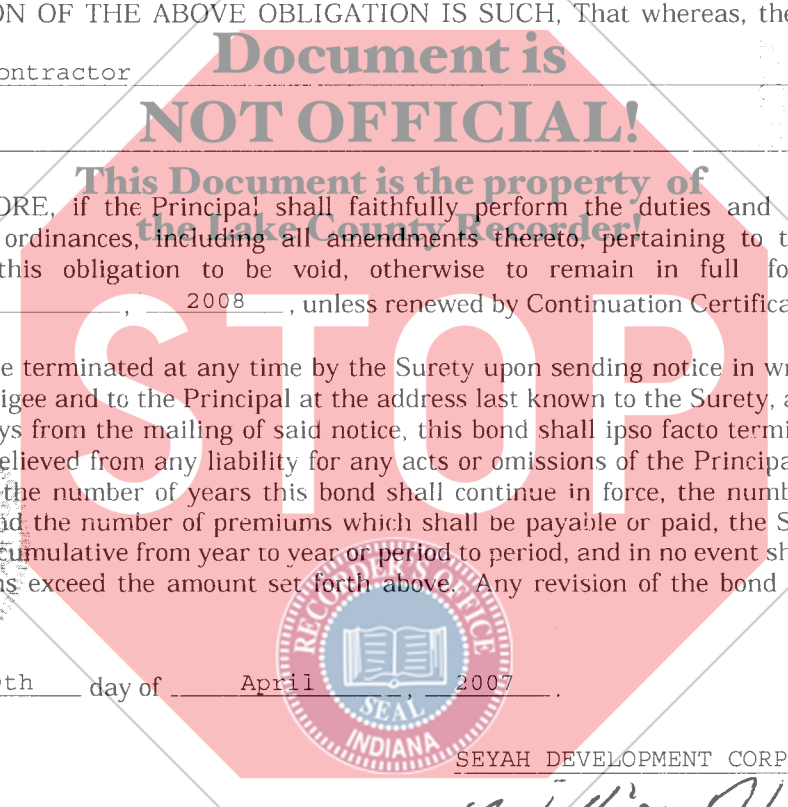 ON OF THE ABOVE OBLIGATION IS SUCH, That whereas, the
Document is
ontractor
NOT OFFICIAL!
This Document is the property of
ORE, if the Principal shall faithfully perform the duties and
the Lake County Recorder!
ordinances, including all amendments thereto, pertaining to t
this obligation to be void, otherwise to remain in full fo
, 2008 , unless renewed by Continuation Certifica
STOP
e terminated at any time by the Surety upon sending notice in wr
igee and to the Principal at the address last known to the Surety, a
ys from the mailing of said notice, this bond shall ipso facto termi
elieved from any liability for any acts or omissions of the Principa
the number of years this bond shall continue in force, the numb
nd the number of premiums which shall be payable or paid, the S
cumulative from year to year or period to period, and in no event sh
ns exceed the amount set forth above. Any revision of the bond
RECORDER'S OFFICE
SEAL
INDIANA
th day of April , 2007 .
SEYAH DEVELOPMENT CORP